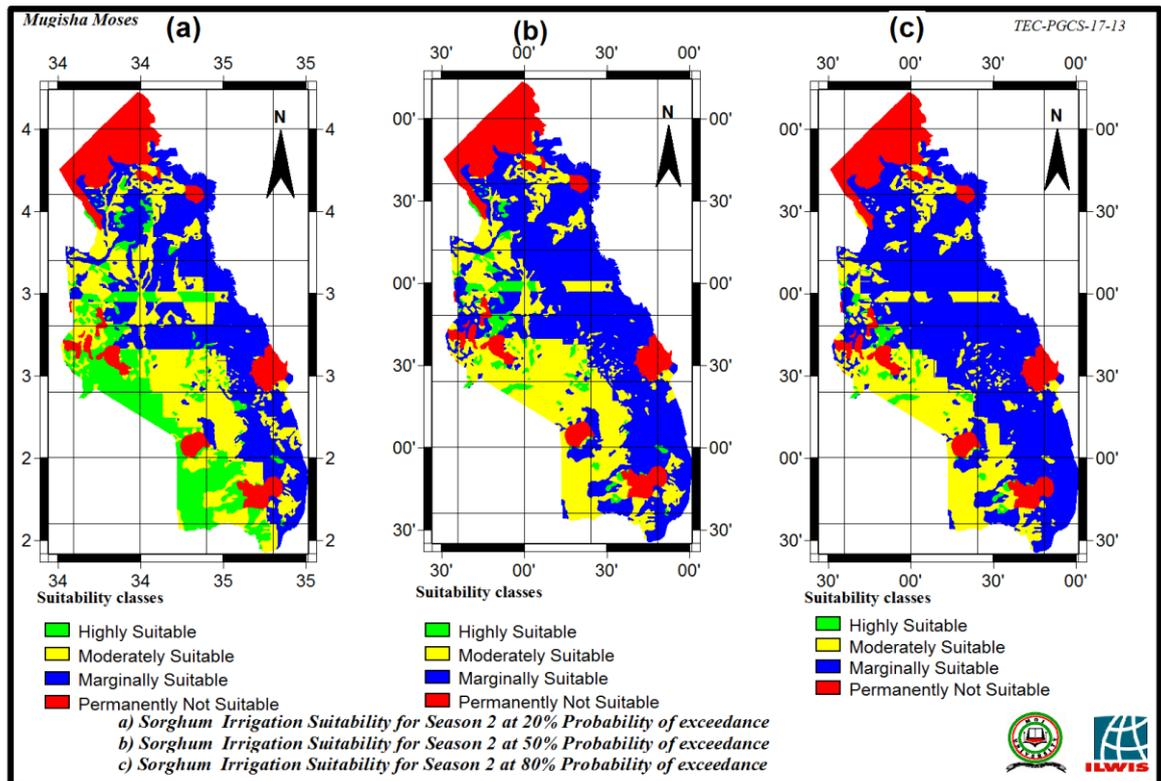 Mugisha Moses
(a)
(b)
(c)
TEC-PGCS-17-13
34 34 35 35
30' 00' 30' 00'
30' 00' 30' 00'
N
N
N
4 4
00' 00'
00' 00'
4 4
30' 30'
30' 30'
3 3
00' 00'
00' 00'
3 3
30' 30'
30' 30'
2 2
00' 00'
00' 00'
2 2
30' 30'
30' 30'
34 34 35 35
30' 00' 30' 00'
30' 00' 30' 00'
Suitability classes
Highly Suitable
Moderately Suitable
Marginally Suitable
Permanently Not Suitable
Suitability classes
Highly Suitable
Moderately Suitable
Marginally Suitable
Permanently Not Suitable
Suitability classes
Highly Suitable
Moderately Suitable
Marginally Suitable
Permanently Not Suitable
a) Sorghum Irrigation Suitability for Season 2 at 20% Probability of exceedance
b) Sorghum Irrigation Suitability for Season 2 at 50% Probability of exceedance
c) Sorghum Irrigation Suitability for Season 2 at 80% Probability of exceedance
ILWIS